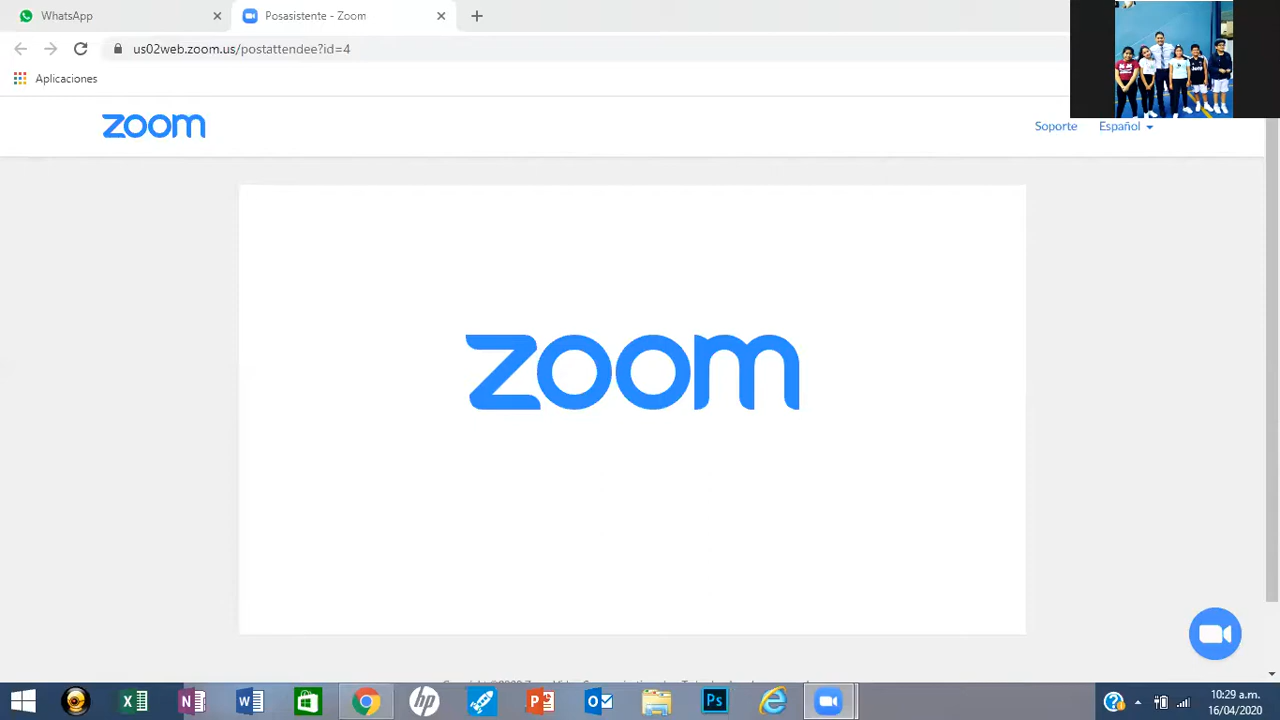 WhatsApp
Posasistente - Zoom
us02web.zoom.us/postattendee?id=4
Aplicaciones
zoom
Soporte
Español
zoom
10:29 a.m.
16/04/2020